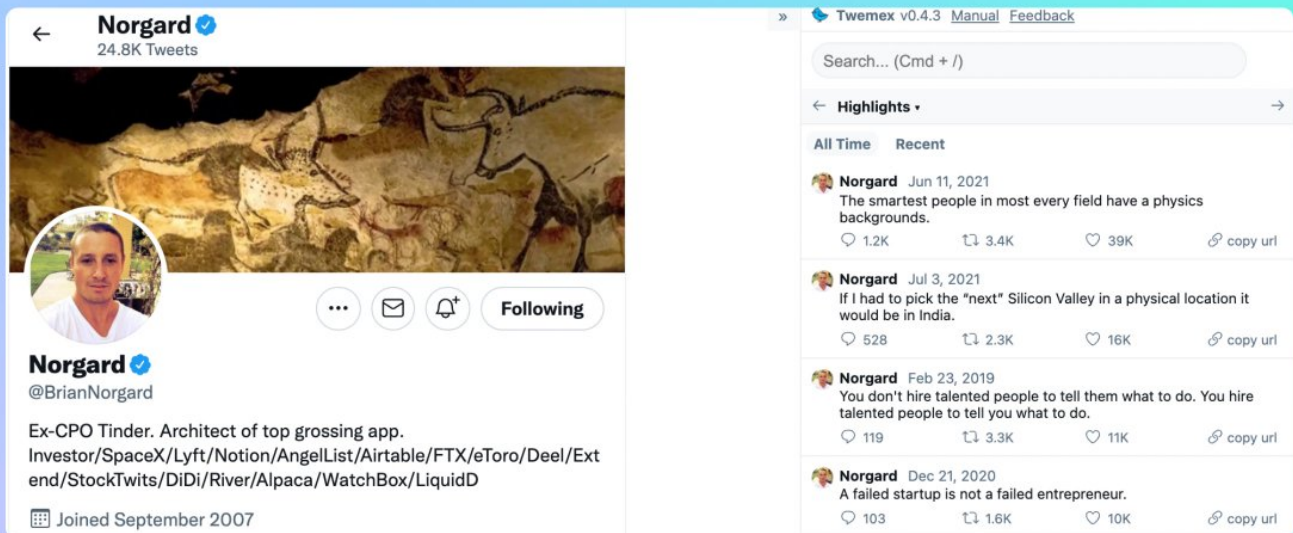 Norgard
24.8K Tweets
Following
Norgard
@BrianNorgard
Ex-CPO Tinder. Architect of top grossing app.
Investor/SpaceX/Lyft/Notion/AngelList/Airtable/FTX/eToro/Deel/Ext
end/StockTwits/DiDi/River/Alpaca/WatchBox/LiquidD
Joined September 2007
»
Twemex v0.4.3 Manual Feedback
Search... (Cmd + /)
Highlights
All Time Recent
Norgard Jun 11, 2021
The smartest people in most every field have a physics
backgrounds.
1.2K 3.4K 39K copy url
Norgard Jul 3, 2021
If I had to pick the “next” Silicon Valley in a physical location it
would be in India.
528 2.3K 16K copy url
Norgard Feb 23, 2019
You don't hire talented people to tell them what to do. You hire
talented people to tell you what to do.
119 3.3K 11K copy url
Norgard Dec 21, 2020
A failed startup is not a failed entrepreneur.
103 1.6K 10K copy url